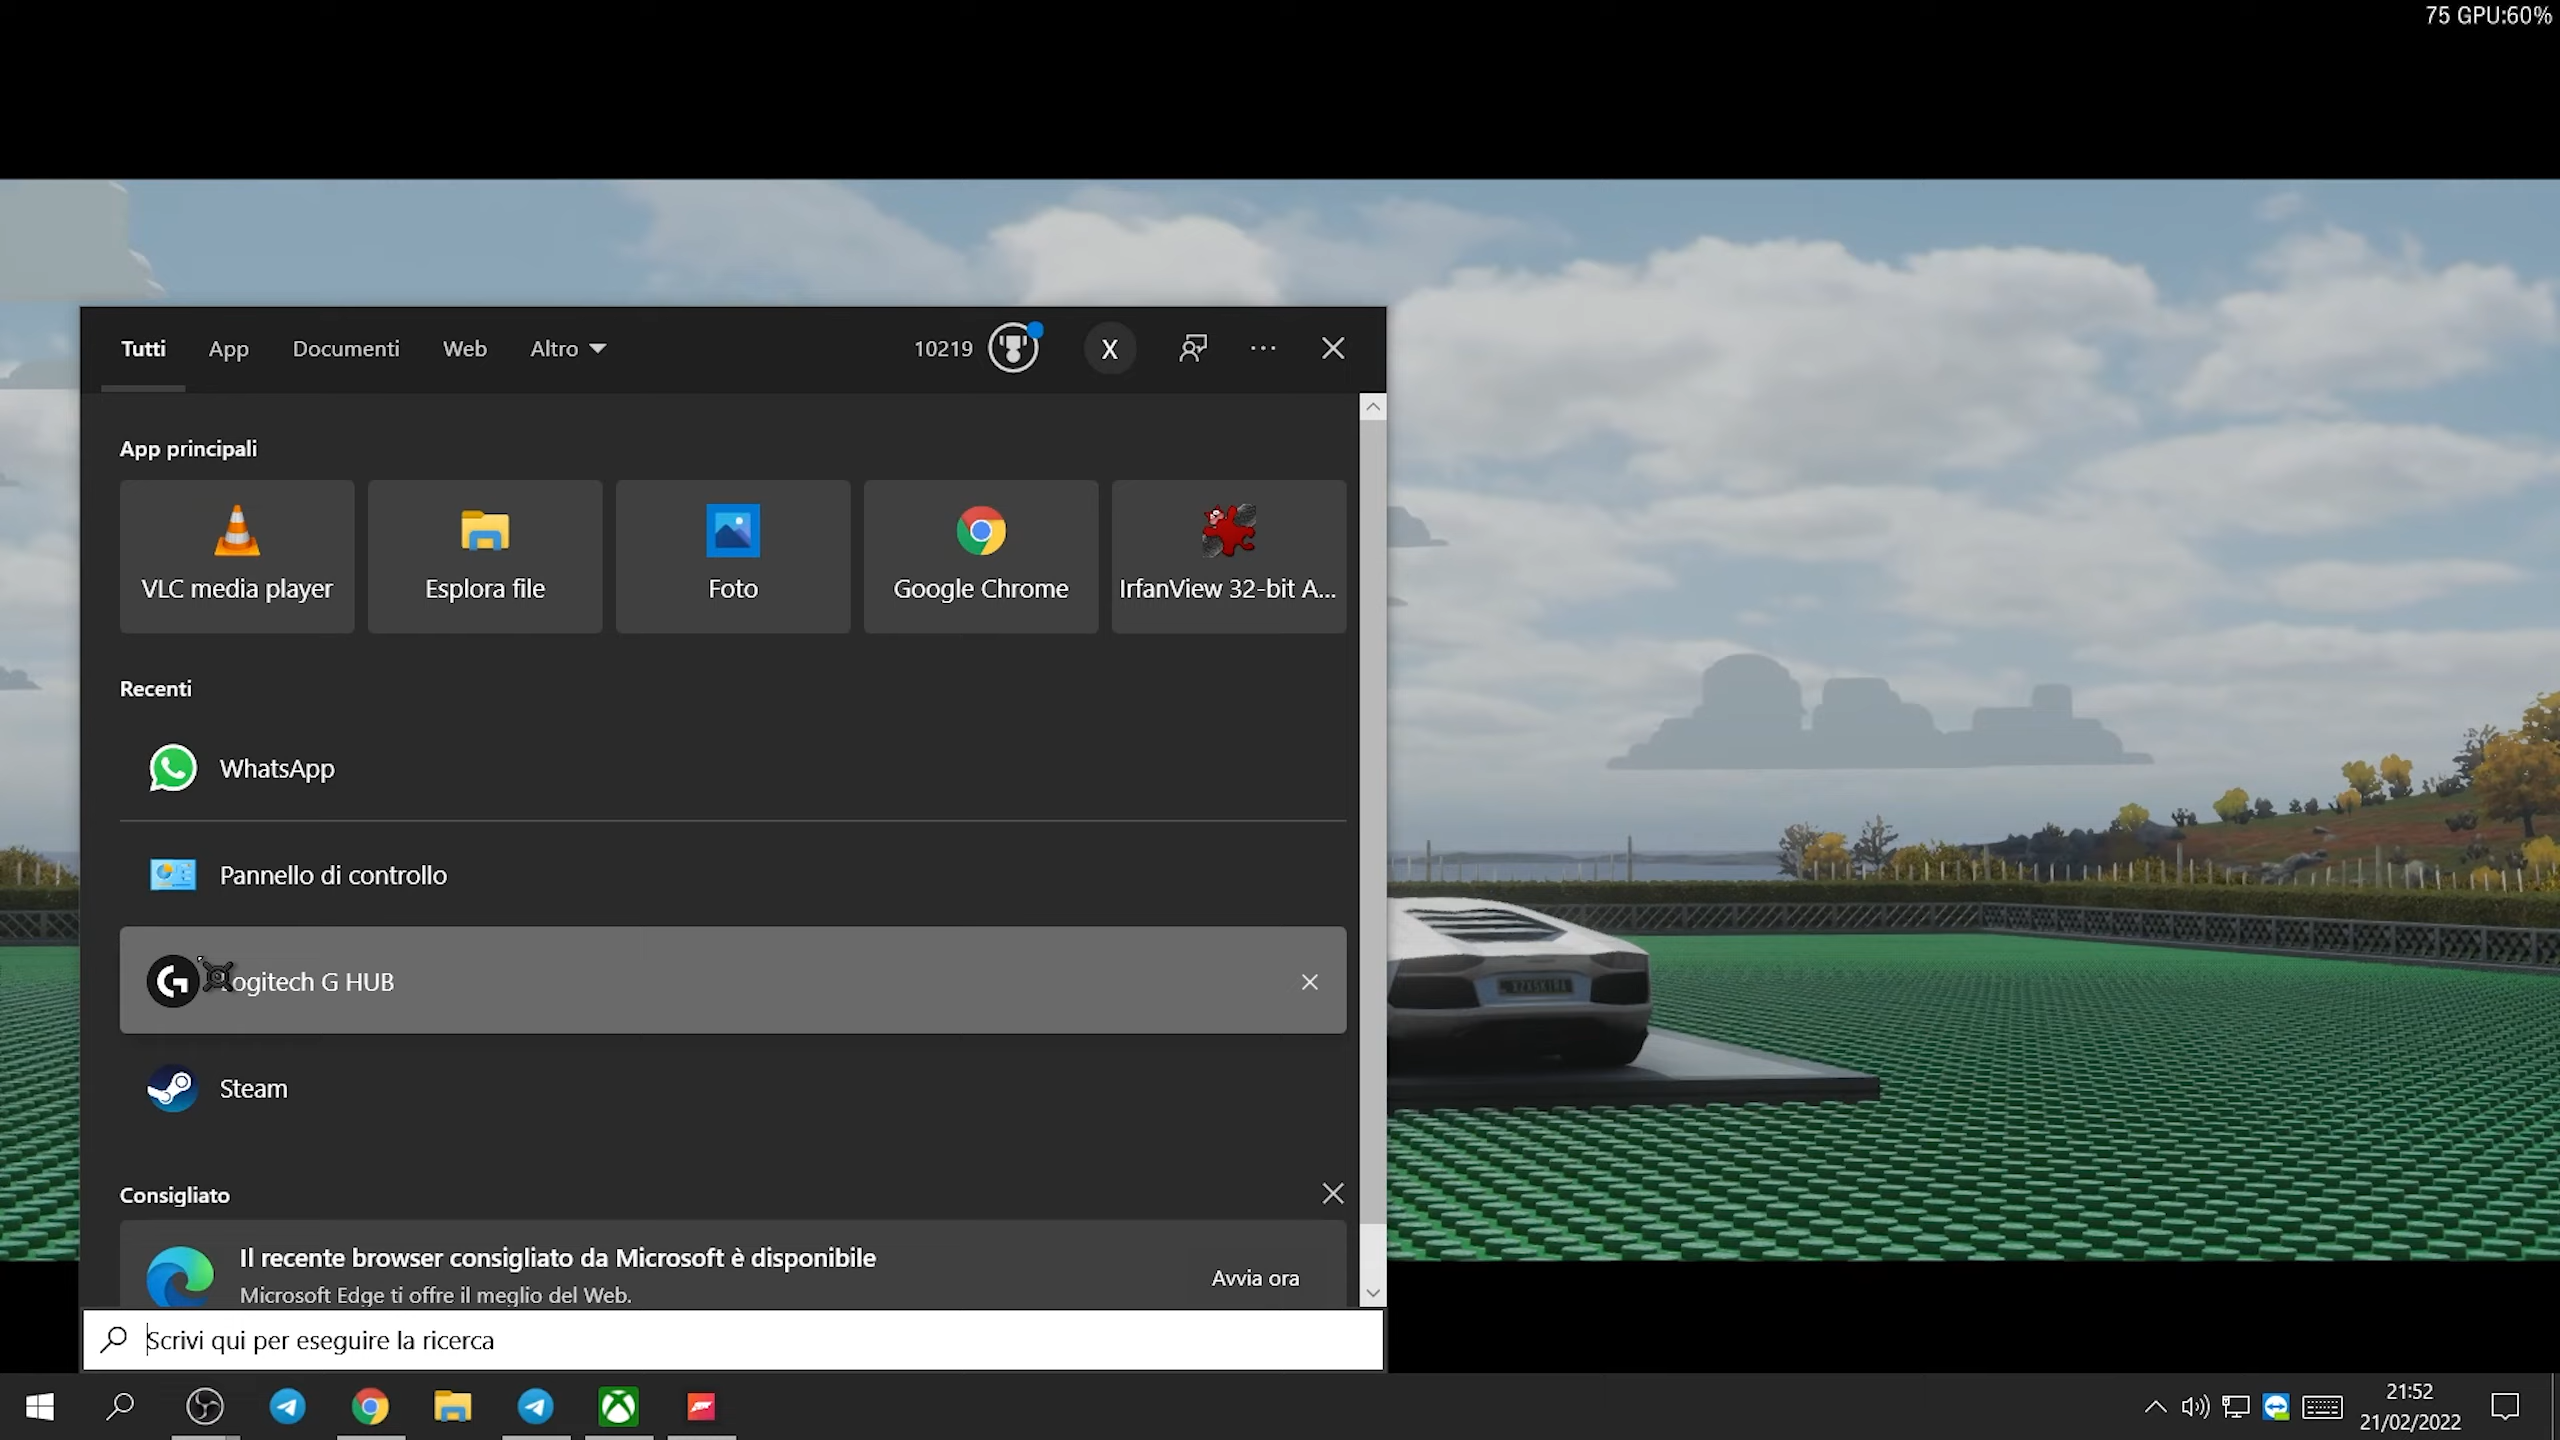 75 GPU:60%
Tutti App Documenti Web Altro 10219 X
App principali
VLC media player Esplora file Foto Google Chrome IrfanView 32-bit A...
Recenti
WhatsApp
Pannello di controllo
Logitech G HUB
Steam
Consigliato
Il recente browser consigliato da Microsoft è disponibile
Microsoft Edge ti offre il meglio del Web.
Avvia ora
Scrivi qui per eseguire la ricerca
21:52
21/02/2022